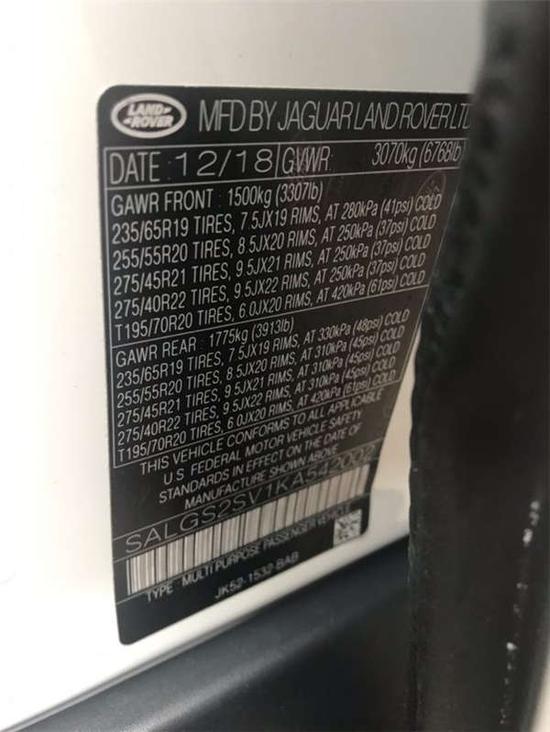 LAND ROVER
MFD BY JAGUAR LAND ROVER LTD
DATE 12/18 GVWR 3070kg (6768lb)
GAWR FRONT : 1500kg (3307lb)
235/65R19 TIRES, 7.5JX19 RIMS, AT 280kPa (41psi) COLD
255/55R20 TIRES, 8.5JX20 RIMS, AT 250kPa (37psi) COLD
275/45R21 TIRES, 9.5JX21 RIMS, AT 250kPa (37psi) COLD
275/40R22 TIRES, 9.5JX22 RIMS, AT 250kPa (37psi) COLD
T195/70R20 TIRES, 6.0JX20 RIMS, AT 420kPa (61psi) COLD
GAWR REAR : 1775kg (3913lb)
235/65R19 TIRES, 7.5JX19 RIMS, AT 330kPa (48psi) COLD
255/55R20 TIRES, 8.5JX20 RIMS, AT 310kPa (45psi) COLD
275/45R21 TIRES, 9.5JX21 RIMS, AT 310kPa (45psi) COLD
275/40R22 TIRES, 9.5JX22 RIMS, AT 310kPa (45psi) COLD
T195/70R20 TIRES, 6.0JX20 RIMS, AT 420kPa (61psi) COLD
THIS VEHICLE CONFORMS TO ALL APPLICABLE
U.S. FEDERAL MOTOR VEHICLE SAFETY
STANDARDS IN EFFECT ON THE DATE OF
MANUFACTURE SHOWN ABOVE
SALGS2SV1KA542002
TYPE MULTI PURPOSE PASSENGER VEHICLE
JK52-1532-BAB